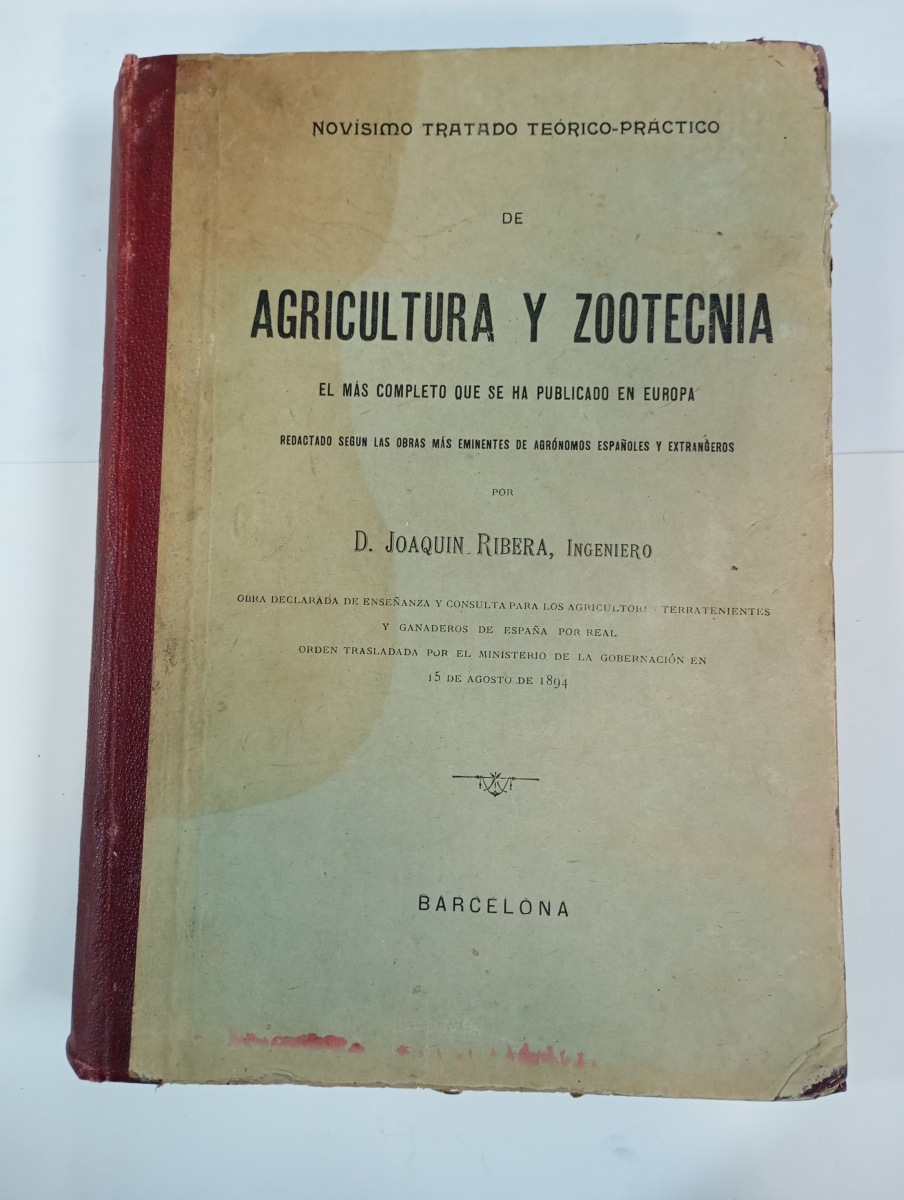 NOVÍSIMO TRATADO TEÓRICO-PRÁCTICO
DE
AGRICULTURA Y ZOOTECNIA
EL MÁS COMPLETO QUE SE HA PUBLICADO EN EUROPA
REDACTADO SEGUN LAS OBRAS MÁS EMINENTES DE AGRÓNOMOS ESPAÑOLES Y EXTRANGEROS
POR
D. JOAQUIN RIBERA, INGENIERO
OBRA DECLARADA DE ENSEÑANZA Y CONSULTA PARA LOS AGRICULTORES TERRATENIENTES
Y GANADEROS DE ESPAÑA POR REAL
ORDEN TRASLADADA POR EL MINISTERIO DE LA GOBERNACIÓN EN
15 DE AGOSTO DE 1894
BARCELONA